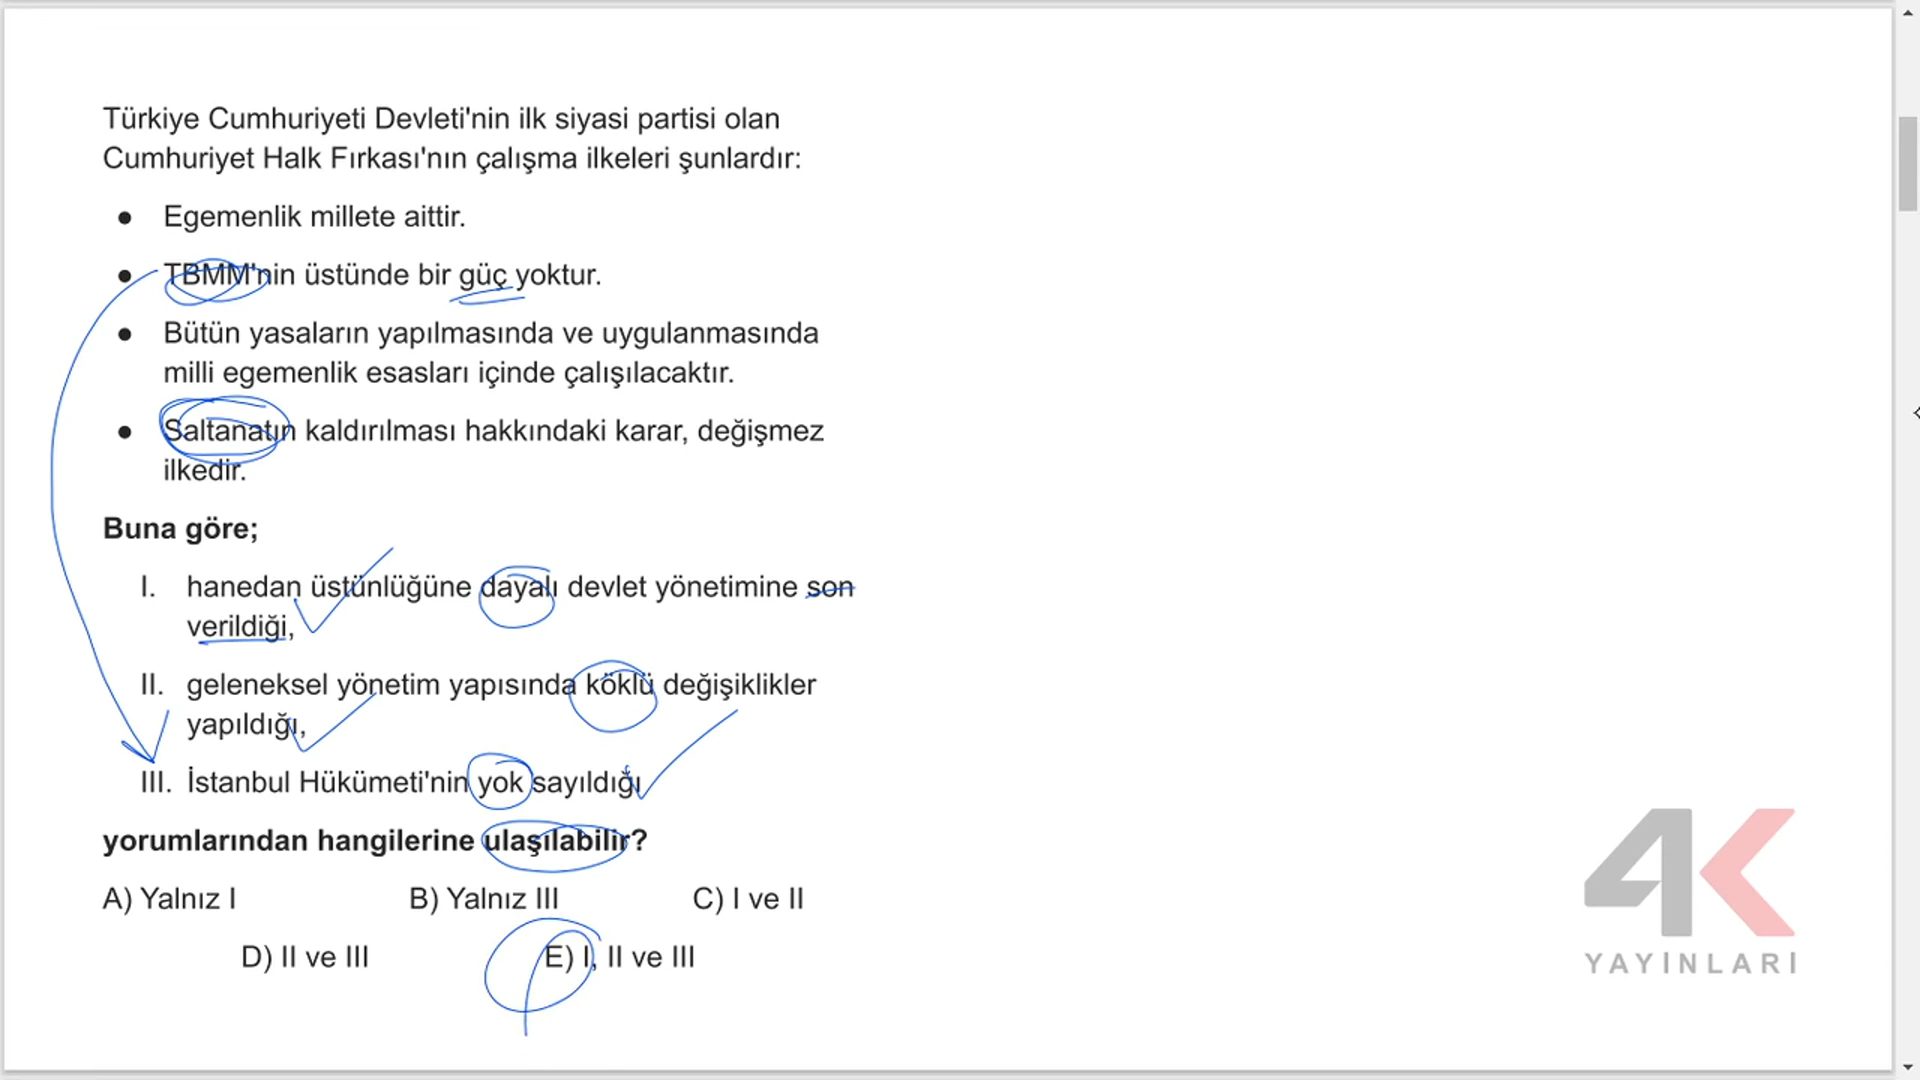 Türkiye Cumhuriyeti Devleti'nin ilk siyasi partisi olan
Cumhuriyet Halk Fırkası'nın çalışma ilkeleri şunlardır:
● Egemenlik millete aittir.
● TBMM'nin üstünde bir güç yoktur.
● Bütün yasaların yapılmasında ve uygulanmasında
milli egemenlik esasları içinde çalışılacaktır.
● Saltanatın kaldırılması hakkındaki karar, değişmez
ilkedir.
Buna göre;
I. hanedan üstünlüğüne dayalı devlet yönetimine son
verildiği,
II. geleneksel yönetim yapısında köklü değişiklikler
yapıldığı,
III. İstanbul Hükümeti'nin yok sayıldığı
yorumlarından hangilerine ulaşılabilir?
A) Yalnız I B) Yalnız III C) I ve II
D) II ve III E) I, II ve III
4K
YAYINLARI